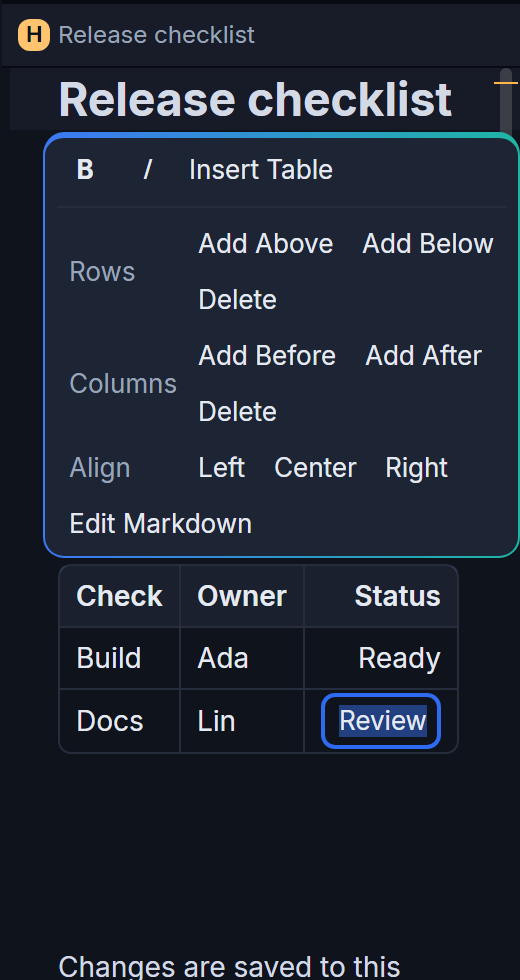 H Release checklist
Release checklist
B I Insert Table
Rows Add Above Add Below
Delete
Columns Add Before Add After
Delete
Align Left Center Right
Edit Markdown
Check Owner Status
Build Ada Ready
Docs Lin Review
Changes are saved to this